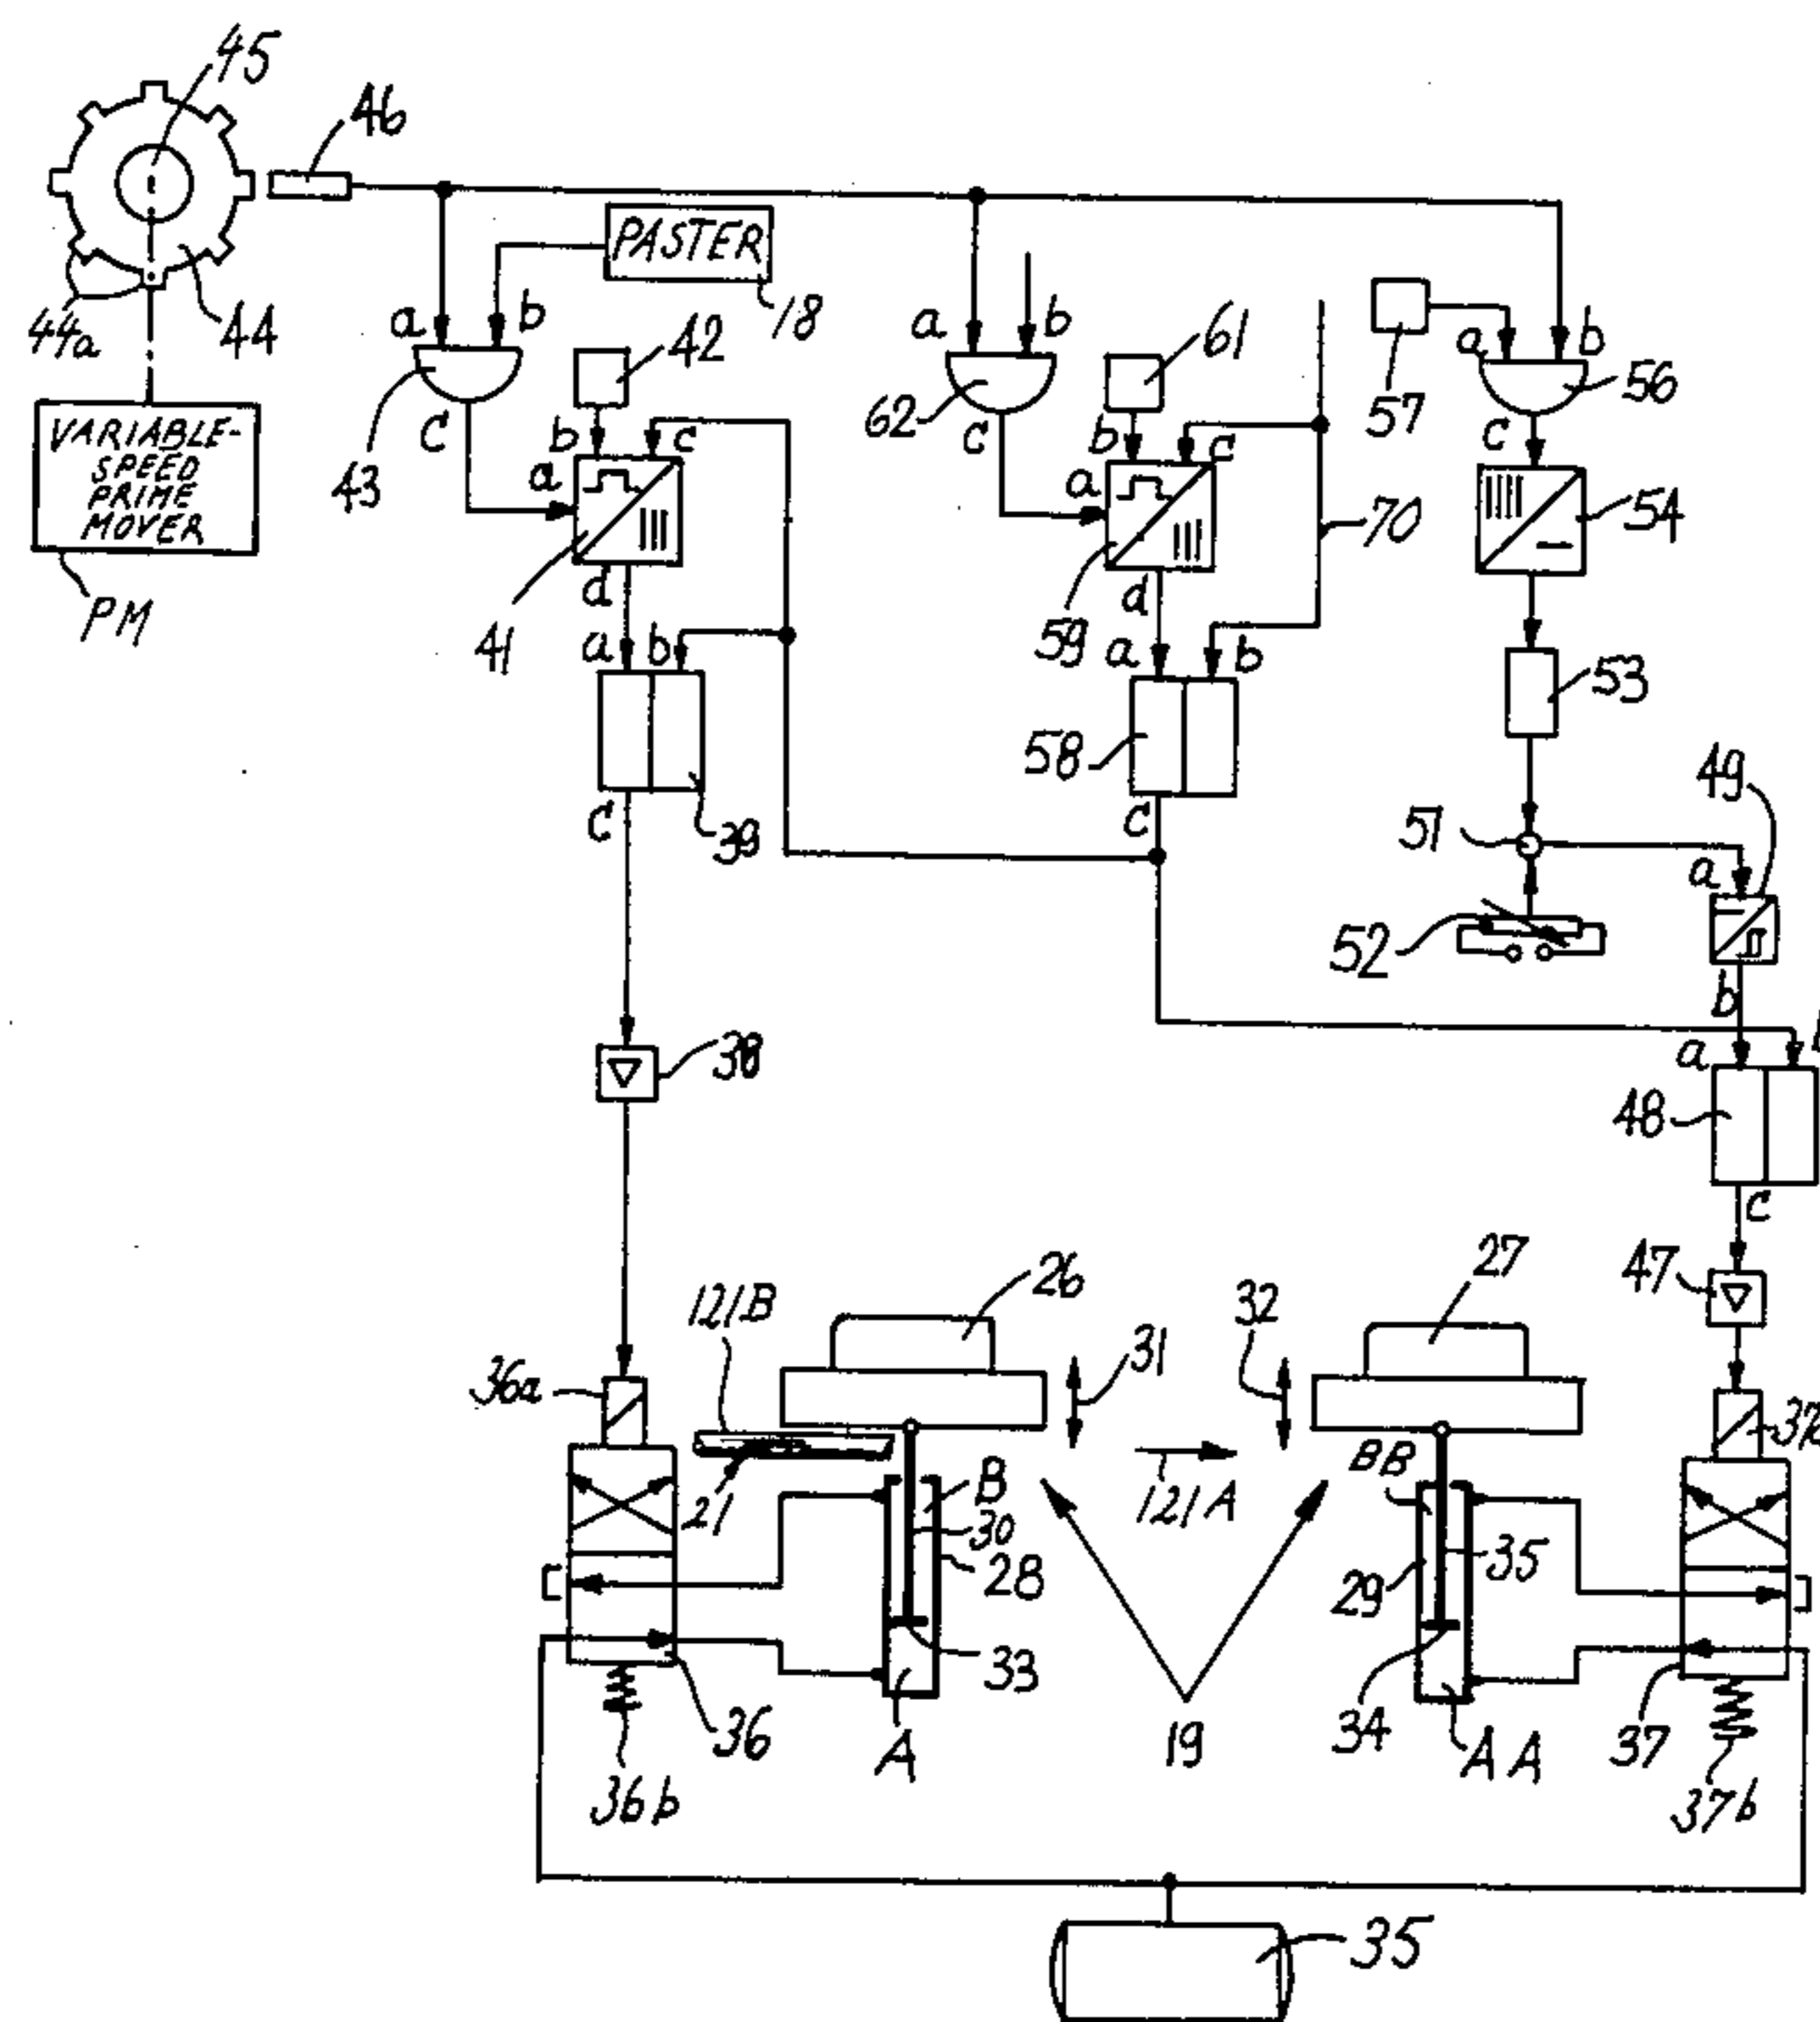 45
46
PASTER
18
44a
44
a
b
42
a
b
61
57
a
b
56
VARIABLE-
SPEED
PRIME
MOVER
PM
43
c
b
c
a
41
d
62
c
b
c
a
59
d
70
c
54
a
b
39
c
a
b
58
c
53
51
49
a
52
b
38
a
48
c
47
121B
26
31
32
27
36a
21
B
30
28
121A
BB
35
29
33
A
19
34
AA
36
36b
37
37b
35